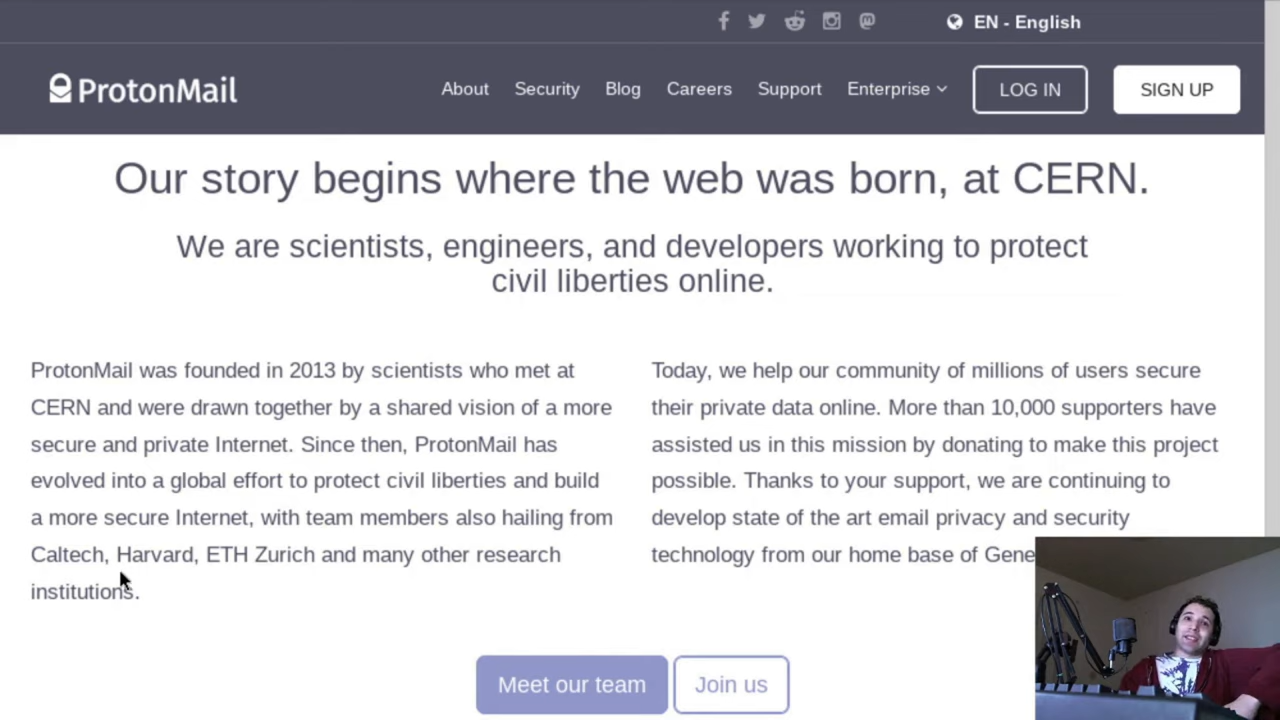 EN - English
ProtonMail
About Security Blog Careers Support Enterprise LOG IN SIGN UP
Our story begins where the web was born, at CERN.
We are scientists, engineers, and developers working to protect
civil liberties online.
ProtonMail was founded in 2013 by scientists who met at
CERN and were drawn together by a shared vision of a more
secure and private Internet. Since then, ProtonMail has
evolved into a global effort to protect civil liberties and build
a more secure Internet, with team members also hailing from
Caltech, Harvard, ETH Zurich and many other research
institutions.
Today, we help our community of millions of users secure
their private data online. More than 10,000 supporters have
assisted us in this mission by donating to make this project
possible. Thanks to your support, we are continuing to
develop state of the art email privacy and security
technology from our home base of Gene
Meet our team Join us